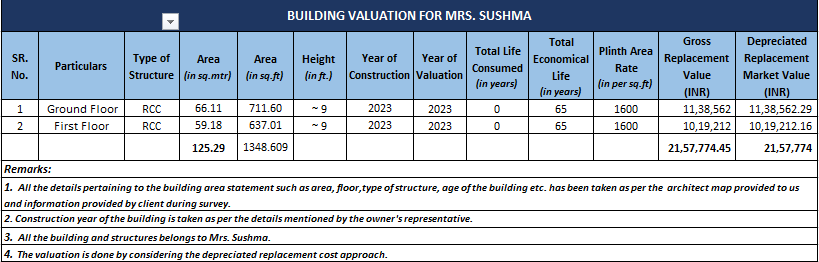 BUILDING VALUATION FOR MRS. SUSHMA
SR. No. Particulars Type of Structure Area (in sq.mtr) Area (in sq.ft) Height (in ft.) Year of Construction Year of Valuation Total Life Consumed (in years) Total Economical Life (in years) Plinth Area Rate (in per sq.ft) Gross Replacement Value (INR) Depreciated Replacement Market Value (INR)
1 Ground Floor RCC 66.11 711.60 ~ 9 2023 2023 0 65 1600 11,38,562 11,38,562.29
2 First Floor RCC 59.18 637.01 ~ 9 2023 2023 0 65 1600 10,19,212 10,19,212.16
125.29 1348.609 21,57,774.45 21,57,774
Remarks:
1. All the details pertaining to the building area statement such as area, floor,type of structure, age of the building etc. has been taken as per the architect map provided to us
and information provided by client during survey.
2. Construction year of the building is taken as per the details mentioned by the owner's representative.
3. All the building and structures belongs to Mrs. Sushma.
4. The valuation is done by considering the depreciated replacement cost approach.